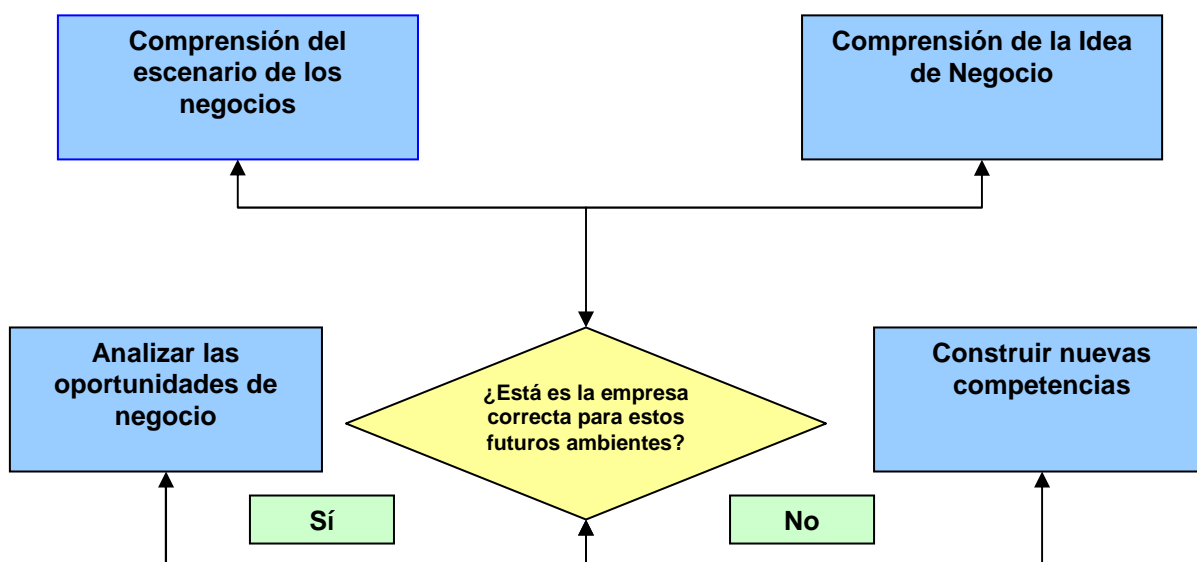 Comprensión del
escenario de los
negocios
Comprensión de la Idea
de Negocio
Analizar las
oportunidades de
negocio
¿Está es la empresa
correcta para estos
futuros ambientes?
Construir nuevas
competencias
Sí
No